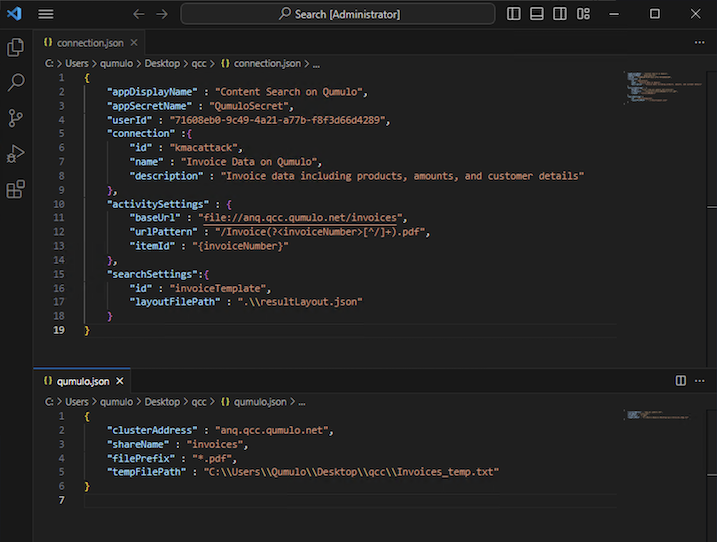 Search [Administrator]
connection.json
C: > Users > qumulo > Desktop > qcc > {} connection.json > ...
1 {
2 "appDisplayName" : "Content Search on Qumulo",
3 "appSecretName" : "QumuloSecret",
4 "userId" : "71608eb0-9c49-4a21-a77b-f8f3d66d4289",
5 "connection" :{
6 "id" : "kmacattack",
7 "name" : "Invoice Data on Qumulo",
8 "description" : "Invoice data including products, amounts, and customer details"
9 },
10 "activitySettings" : {
11 "baseUrl" : "file://anq.qcc.qumulo.net/invoices",
12 "urlPattern" : "/Invoice(?<invoiceNumber>[^/]+).pdf",
13 "itemId" : "{invoiceNumber}"
14 },
15 "searchSettings":{
16 "id" : "invoiceTemplate",
17 "layoutFilePath" : ".\\resultLayout.json"
18 }
19 }
{} qumulo.json
C: > Users > qumulo > Desktop > qcc > {} qumulo.json > ...
1 {
2 "clusterAddress" : "anq.qcc.qumulo.net",
3 "shareName" : "invoices",
4 "filePrefix" : "*.pdf",
5 "tempFilePath" : "C:\\Users\\Qumulo\\Desktop\\qcc\\Invoices_temp.txt"
6 }
7